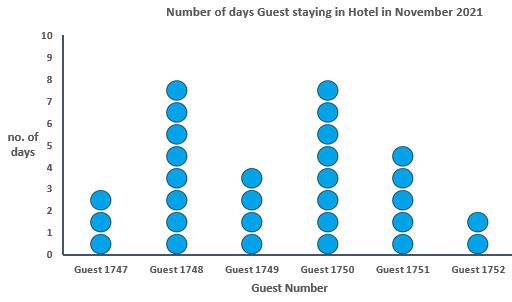 Number of days Guest staying in Hotel in November 2021
10
9
8
7
6
5
4
3
2
1
0
no. of
days
Guest 1747 Guest 1748 Guest 1749 Guest 1750 Guest 1751 Guest 1752
Guest Number